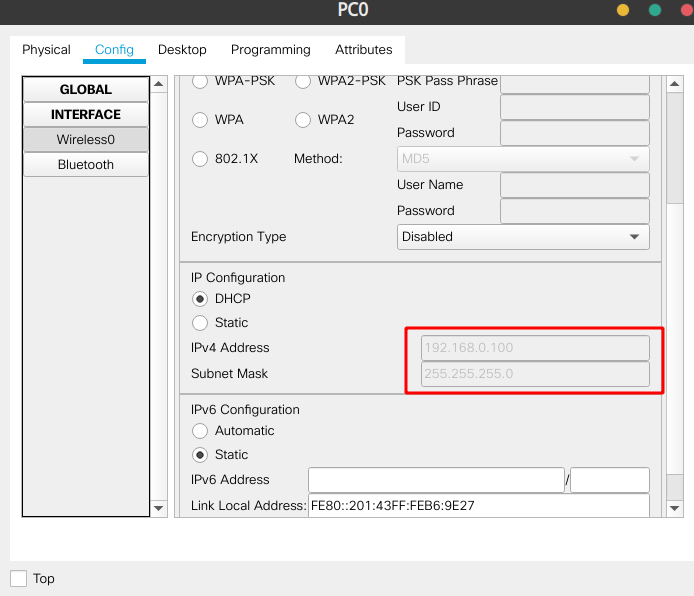 PC0
Physical Config Desktop Programming Attributes
GLOBAL
INTERFACE
Wireless0
Bluetooth
WPA-PSK WPA2-PSK PSK Pass Phrase
User ID
WPA WPA2
Password
802.1X Method: MD5
User Name
Password
Encryption Type Disabled
IP Configuration
DHCP
Static
IPv4 Address 192.168.0.100
Subnet Mask 255.255.255.0
IPv6 Configuration
Automatic
Static
IPv6 Address /
Link Local Address: FE80::201:43FF:FEB6:9E27
Top